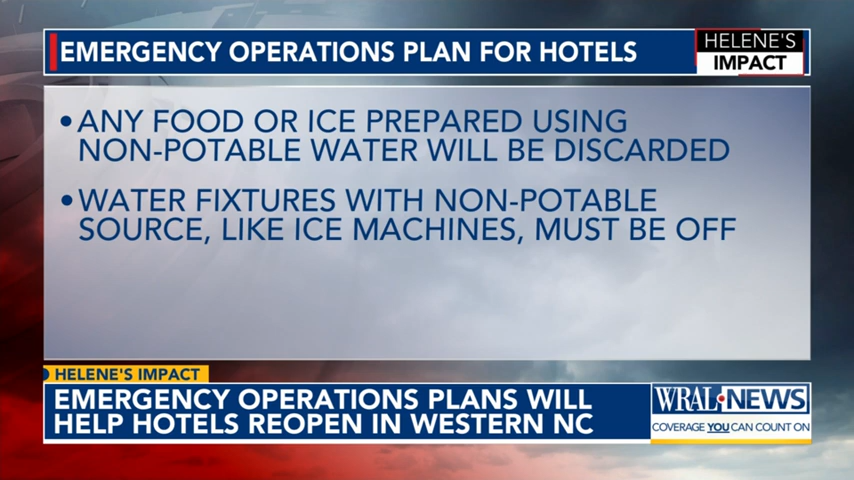 EMERGENCY OPERATIONS PLAN FOR HOTELS
HELENE'S
IMPACT
•ANY FOOD OR ICE PREPARED USING
NON-POTABLE WATER WILL BE DISCARDED
•WATER FIXTURES WITH NON-POTABLE
SOURCE, LIKE ICE MACHINES, MUST BE OFF
HELENE'S IMPACT
EMERGENCY OPERATIONS PLANS WILL
HELP HOTELS REOPEN IN WESTERN NC
WRAL NEWS
COVERAGE YOU CAN COUNT ON